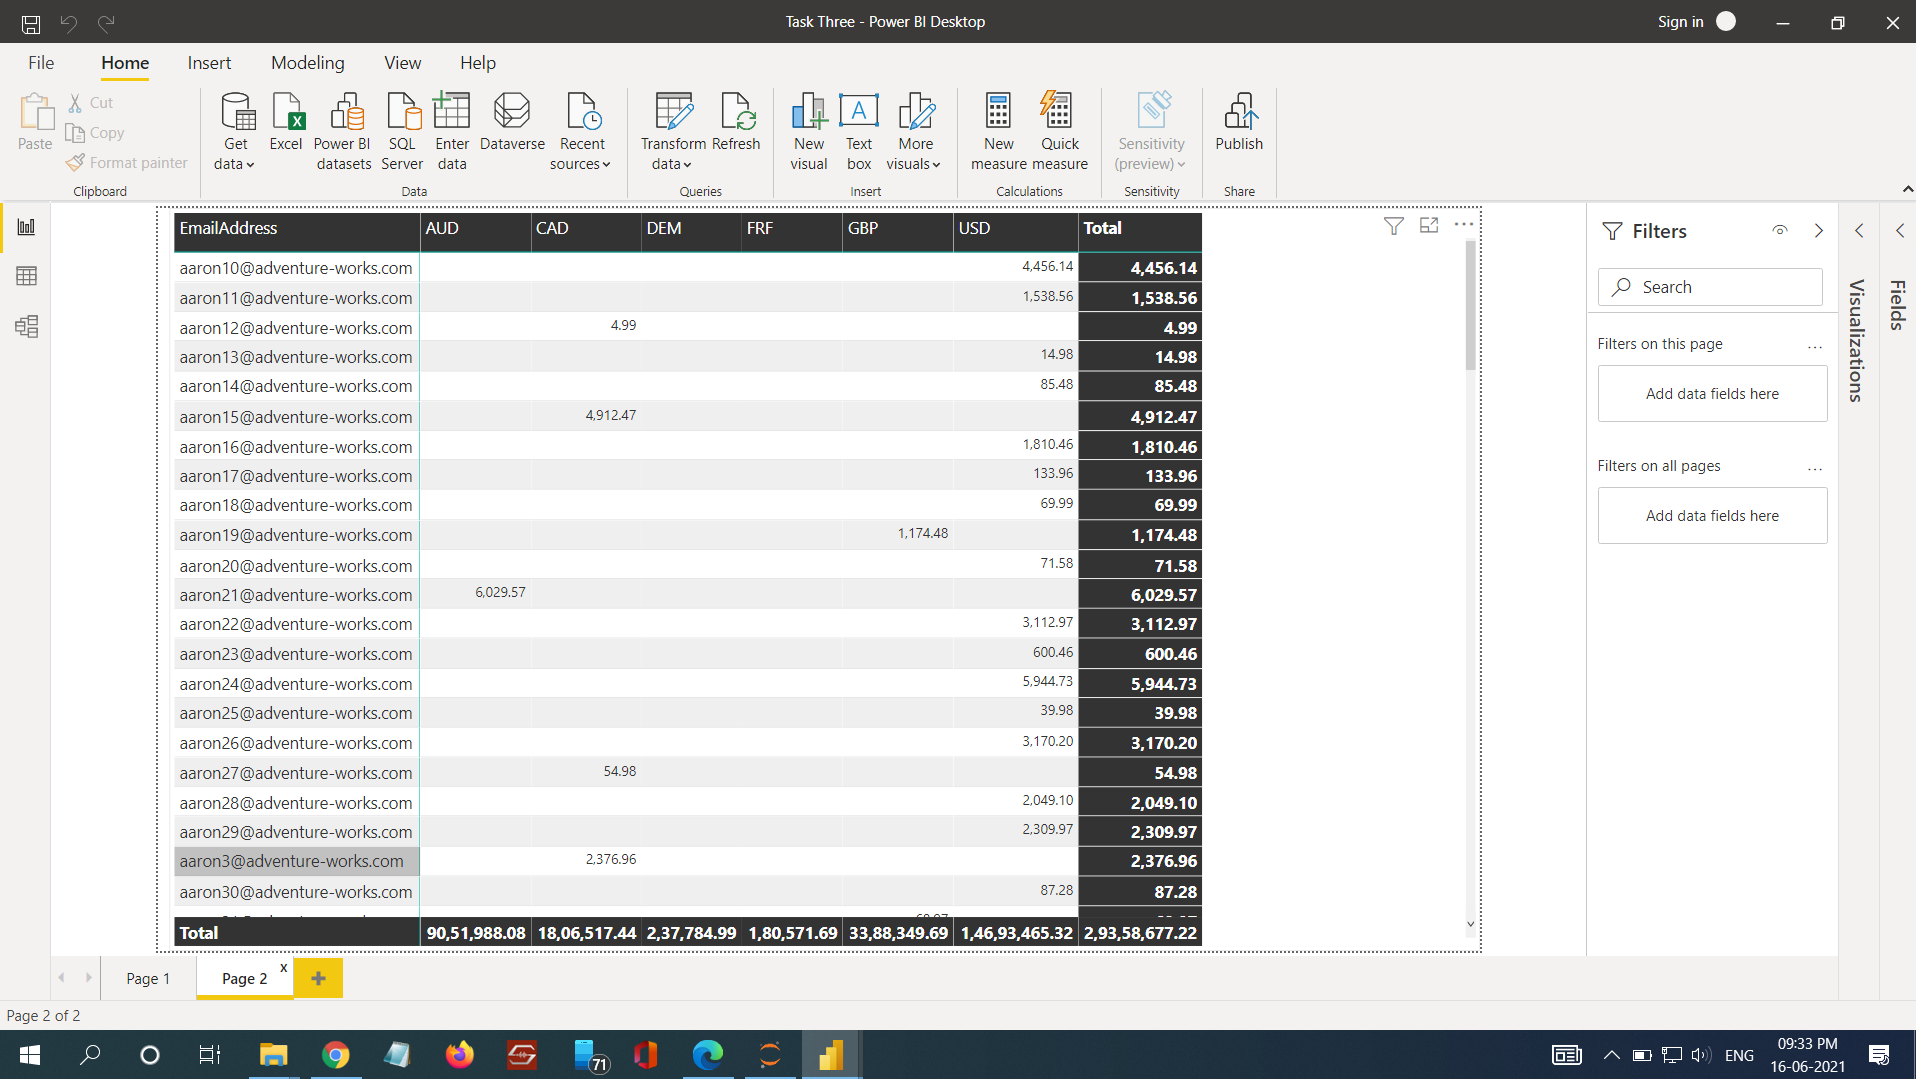 Task Three - Power BI Desktop
Sign in
File Home Insert Modeling View Help
Paste
Cut
Copy
Format painter
Clipboard
Get data
Excel
Power BI datasets
SQL Server
Enter data
Dataverse
Recent sources
Data
Transform data
Refresh
Queries
New visual
Text box
More visuals
Insert
New measure
Quick measure
Calculations
Sensitivity (preview)
Sensitivity
Publish
Share
EmailAddress AUD CAD DEM FRF GBP USD Total
aaron10@adventure-works.com 4,456.14 4,456.14
aaron11@adventure-works.com 1,538.56 1,538.56
aaron12@adventure-works.com 4.99 4.99
aaron13@adventure-works.com 14.98 14.98
aaron14@adventure-works.com 85.48 85.48
aaron15@adventure-works.com 4,912.47 4,912.47
aaron16@adventure-works.com 1,810.46 1,810.46
aaron17@adventure-works.com 133.96 133.96
aaron18@adventure-works.com 69.99 69.99
aaron19@adventure-works.com 1,174.48 1,174.48
aaron20@adventure-works.com 71.58 71.58
aaron21@adventure-works.com 6,029.57 6,029.57
aaron22@adventure-works.com 3,112.97 3,112.97
aaron23@adventure-works.com 600.46 600.46
aaron24@adventure-works.com 5,944.73 5,944.73
aaron25@adventure-works.com 39.98 39.98
aaron26@adventure-works.com 3,170.20 3,170.20
aaron27@adventure-works.com 54.98 54.98
aaron28@adventure-works.com 2,049.10 2,049.10
aaron29@adventure-works.com 2,309.97 2,309.97
aaron3@adventure-works.com 2,376.96 2,376.96
aaron30@adventure-works.com 87.28 87.28
Total 90,51,988.08 18,06,517.44 2,37,784.99 1,80,571.69 33,88,349.69 1,46,93,465.32 2,93,58,677.22
Filters
Search
Filters on this page ...
Add data fields here
Filters on all pages ...
Add data fields here
Visualizations
Fields
Page 1
Page 2 x
+
Page 2 of 2
71
ENG
09:33 PM
16-06-2021